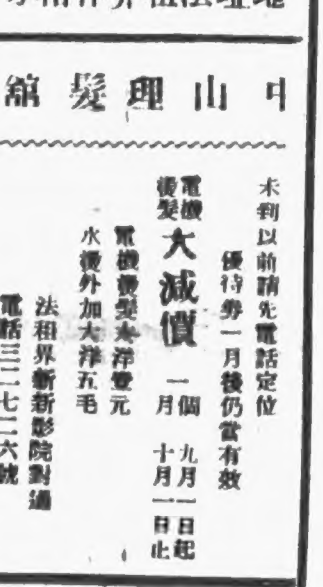 中山理髮舘
未到以前請先電話定位
優待劵一月後仍當有效
電機燙髮大減價一個月九月一日起十月一日止
電機燙髮大洋壹元
水燙外加大洋五毛
法租界新新影院對過
電話三二七二六號